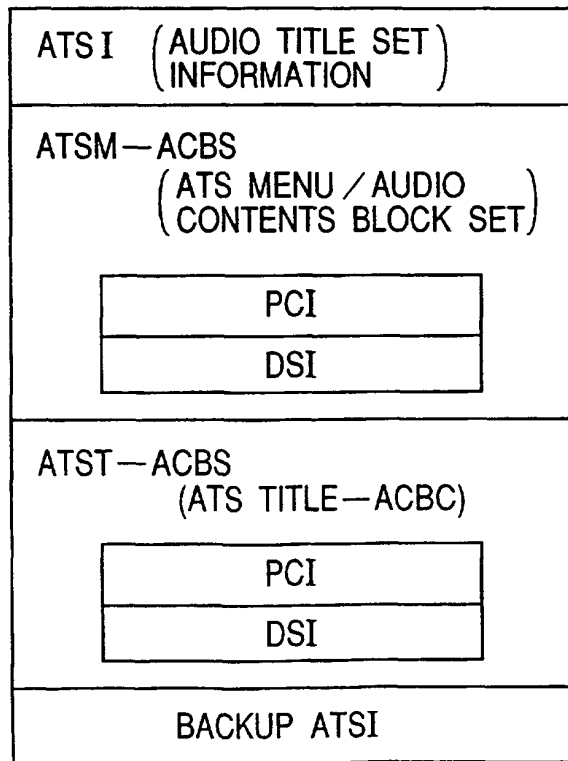 ATSI (AUDIO TITLE SET
INFORMATION)
ATSM—ACBS
(ATS MENU/AUDIO
CONTENTS BLOCK SET)
PCI
DSI
ATST—ACBS
(ATS TITLE—ACBC)
PCI
DSI
BACKUP ATSI